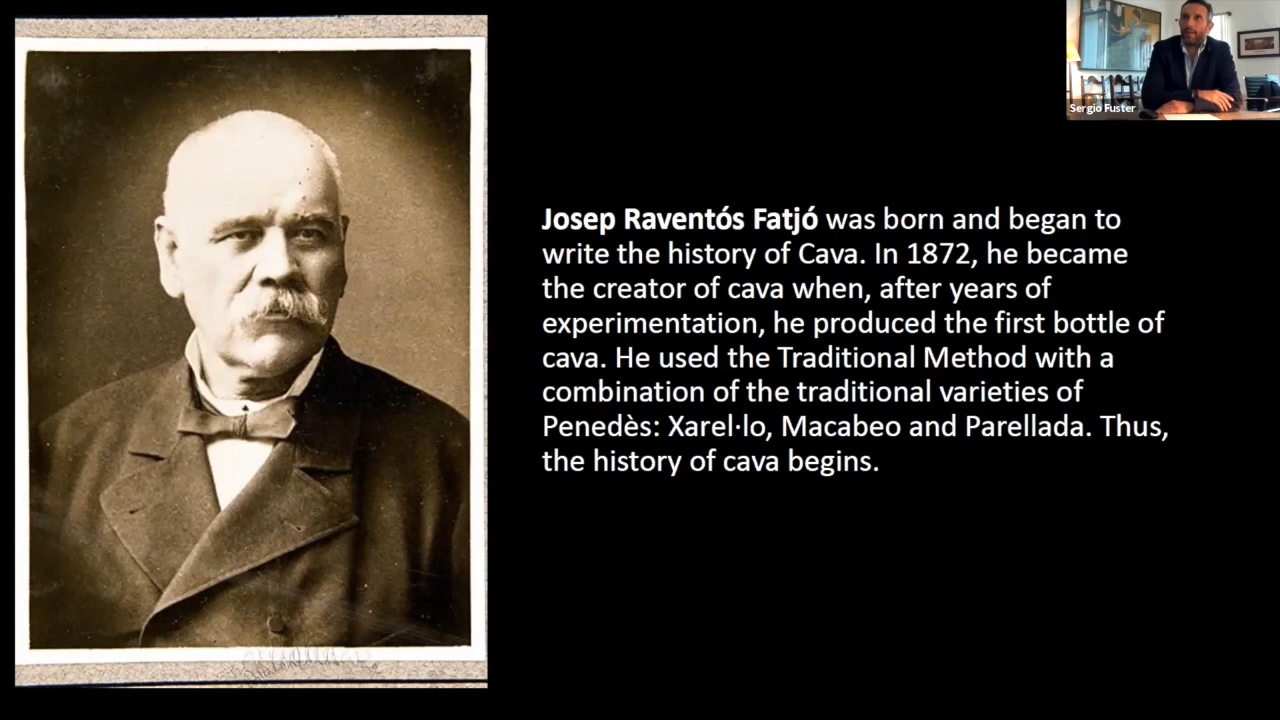 Sergio Fuster
Josep Raventós Fatjó was born and began to
write the history of Cava. In 1872, he became
the creator of cava when, after years of
experimentation, he produced the first bottle of
cava. He used the Traditional Method with a
combination of the traditional varieties of
Penedès: Xarel·lo, Macabeo and Parellada. Thus,
the history of cava begins.